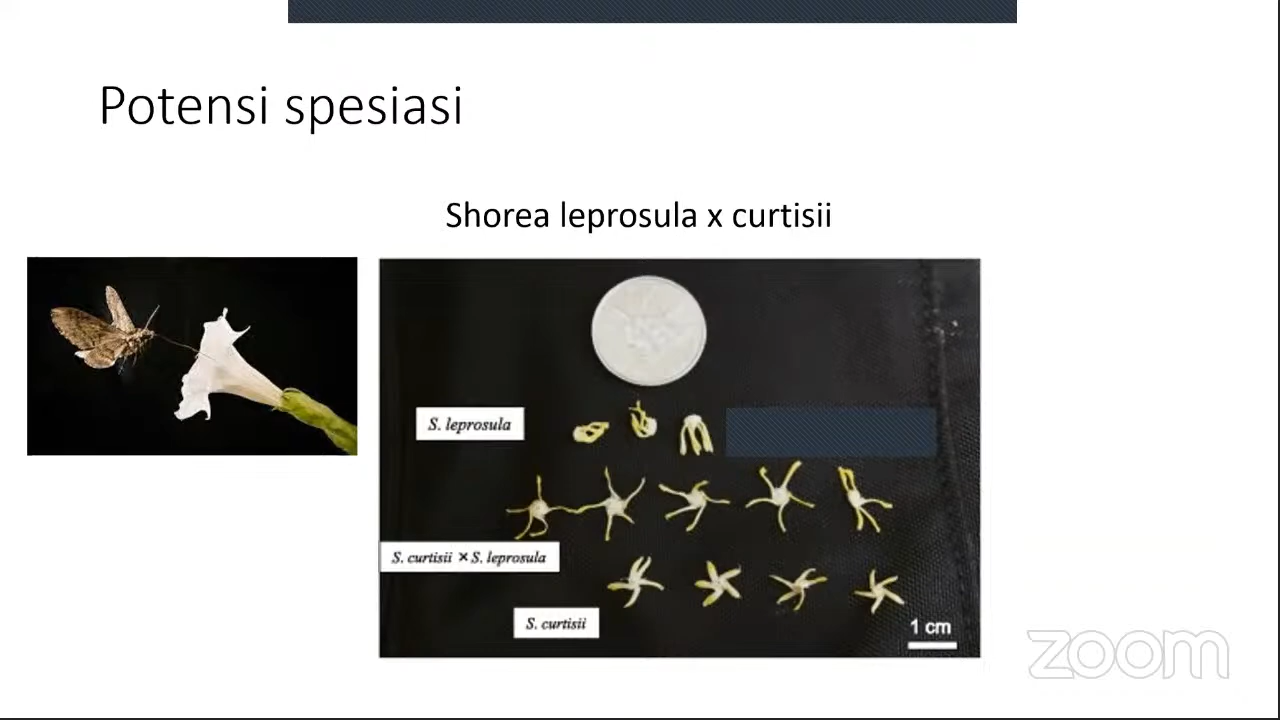 Potensi spesiasi
Shorea leprosula x curtisii
S. leprosula
S. curtisii × S. leprosula
S. curtisii
1 cm
zoom